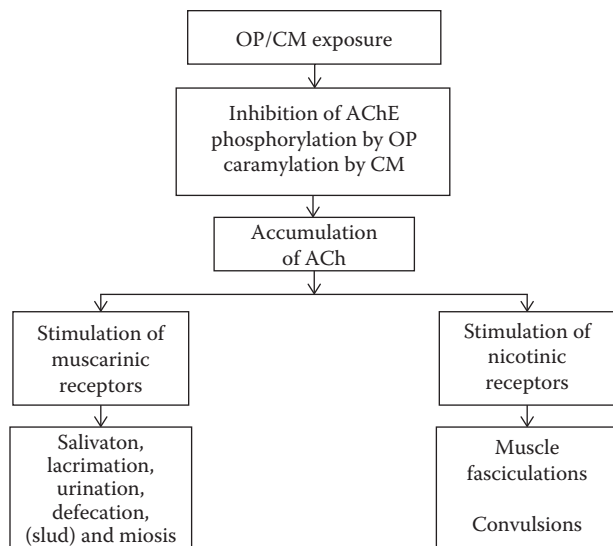 OP/CM exposure
Inhibition of AChE
phosphorylation by OP
caramylation by CM
Accumulation
of ACh
Stimulation of
muscarinic
receptors
Stimulation of
nicotinic
receptors
Salivaton,
lacrimation,
urination,
defecation,
(slud) and miosis
Muscle
fasciculations
Convulsions